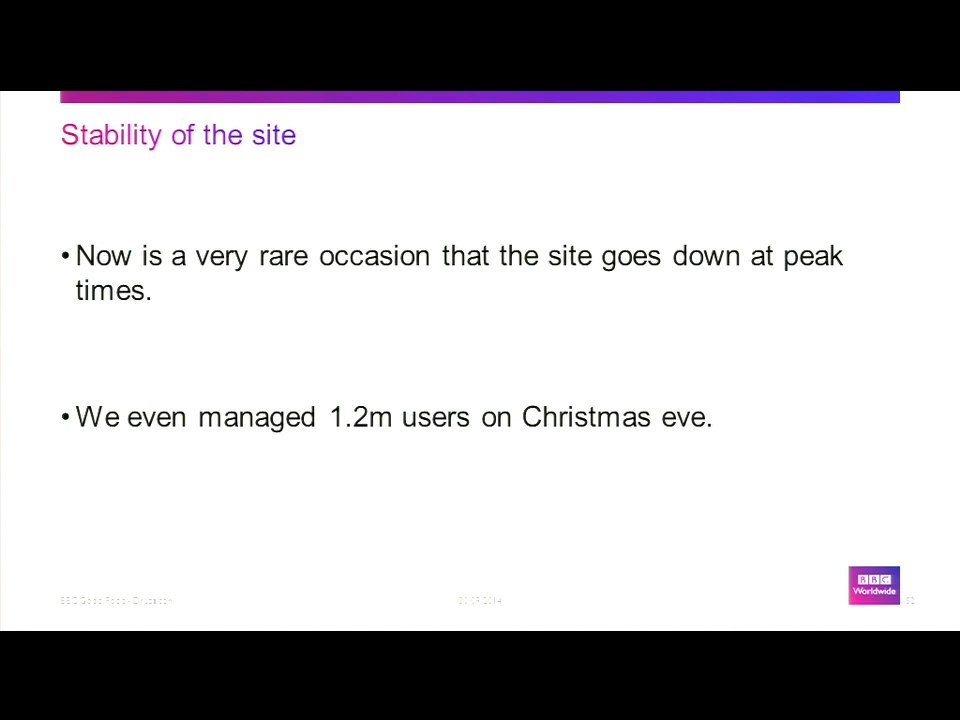 Stability of the site
• Now is a very rare occasion that the site goes down at peak
times.
• We even managed 1.2m users on Christmas eve.
BBC
Worldwide